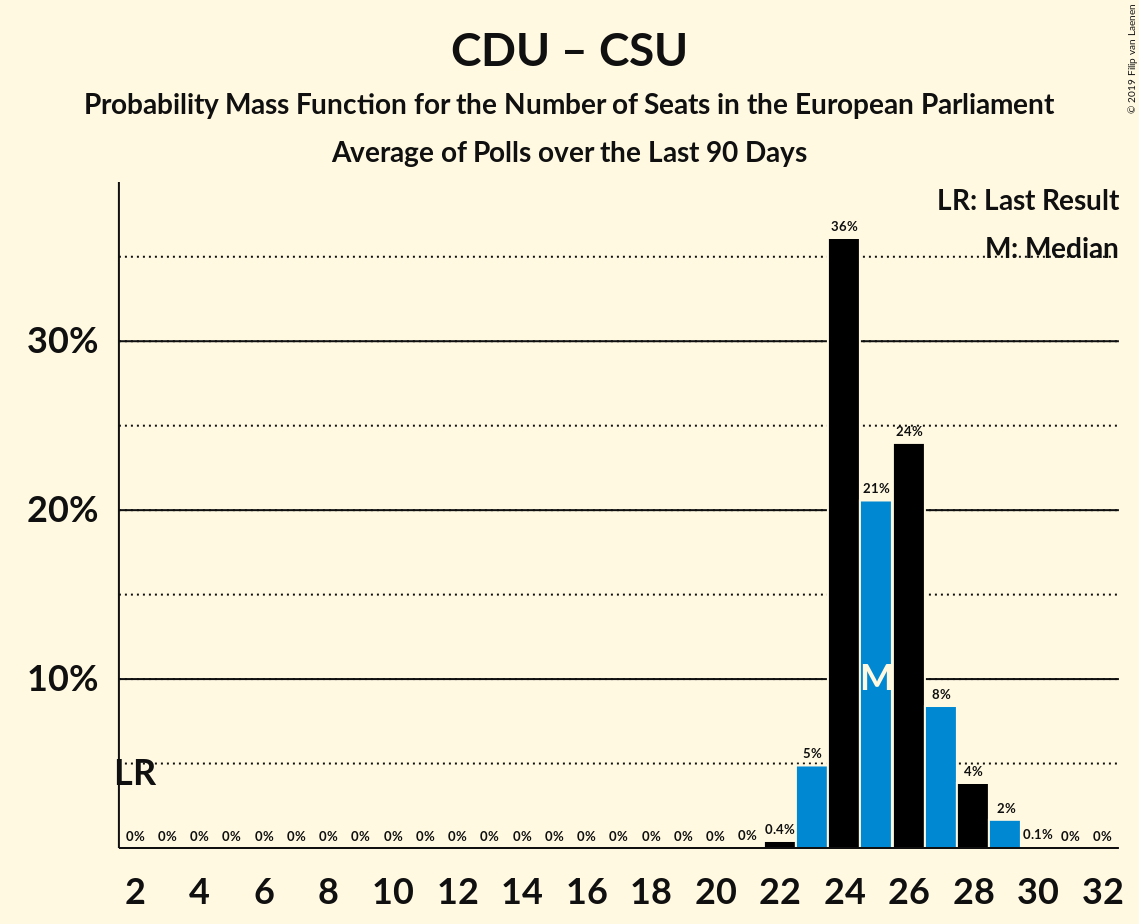 CDU – CSU
Probability Mass Function for the Number of Seats in the European Parliament
Average of Polls over the Last 90 Days
© 2019 Filip van Laenen
LR: Last Result
M: Median
36%
30%
24%
21%
20%
10%
M
8%
5%
LR
4%
2%
0% 0% 0% 0% 0% 0% 0% 0% 0% 0% 0% 0% 0% 0% 0% 0% 0% 0% 0% 0% 0.4% 0.1% 0% 0%
2 4 6 8 10 12 14 16 18 20 22 24 26 28 30 32